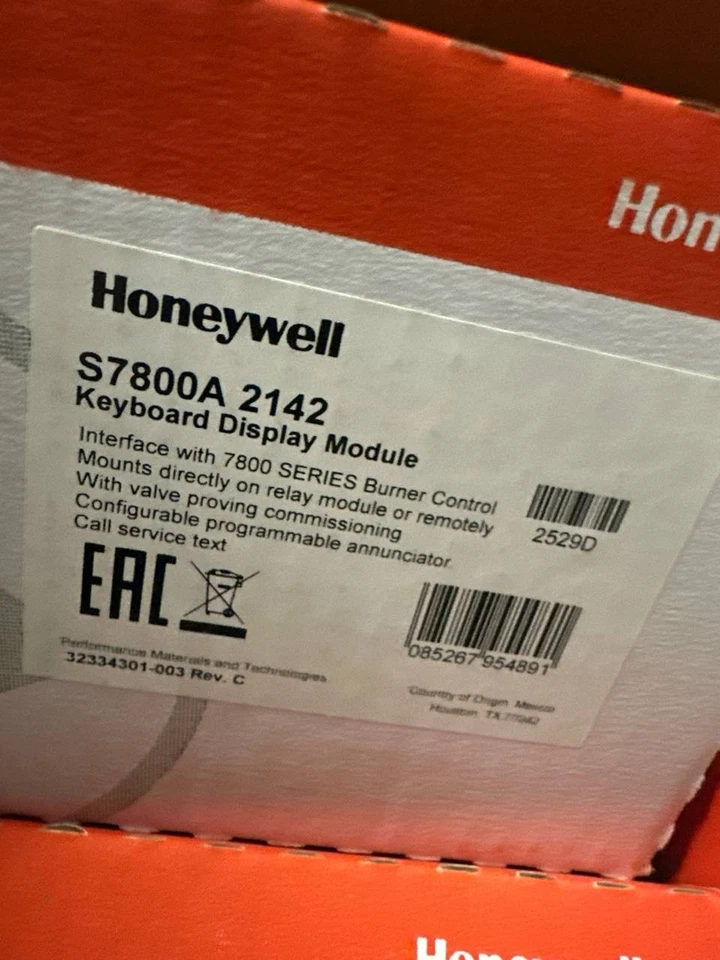 Hon
Honeywell
S7800A 2142
Keyboard Display Module
Interface with 7800 SERIES Burner Control
Mounts directly on relay module or remotely
With valve proving commissioning
Configurable programmable annunciator
Call service text
2529D
EAC
085267 954891
Performance Materials and Technologies
32334301-003 Rev. C
Country of Origin Mexico
Houston, TX 77042
Honeywell